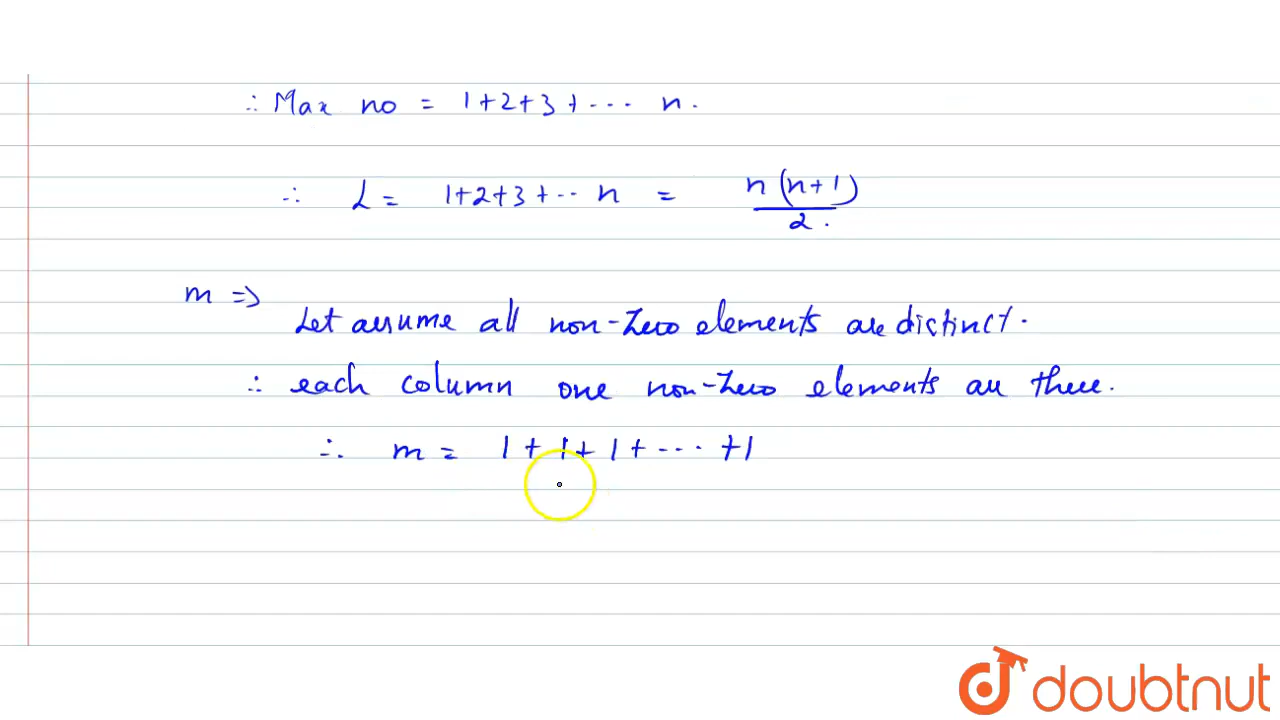 ∴ Max no = 1+2+3+ ... n.
∴ L = 1+2+3+ ·· n = n(n+1)/2.
m ⇒
Let assume all non-Zero elements are distinct.
∴ each column one non-Zero elements are there.
∴ m = 1 + 1 + 1 + ... + 1
doubtnut